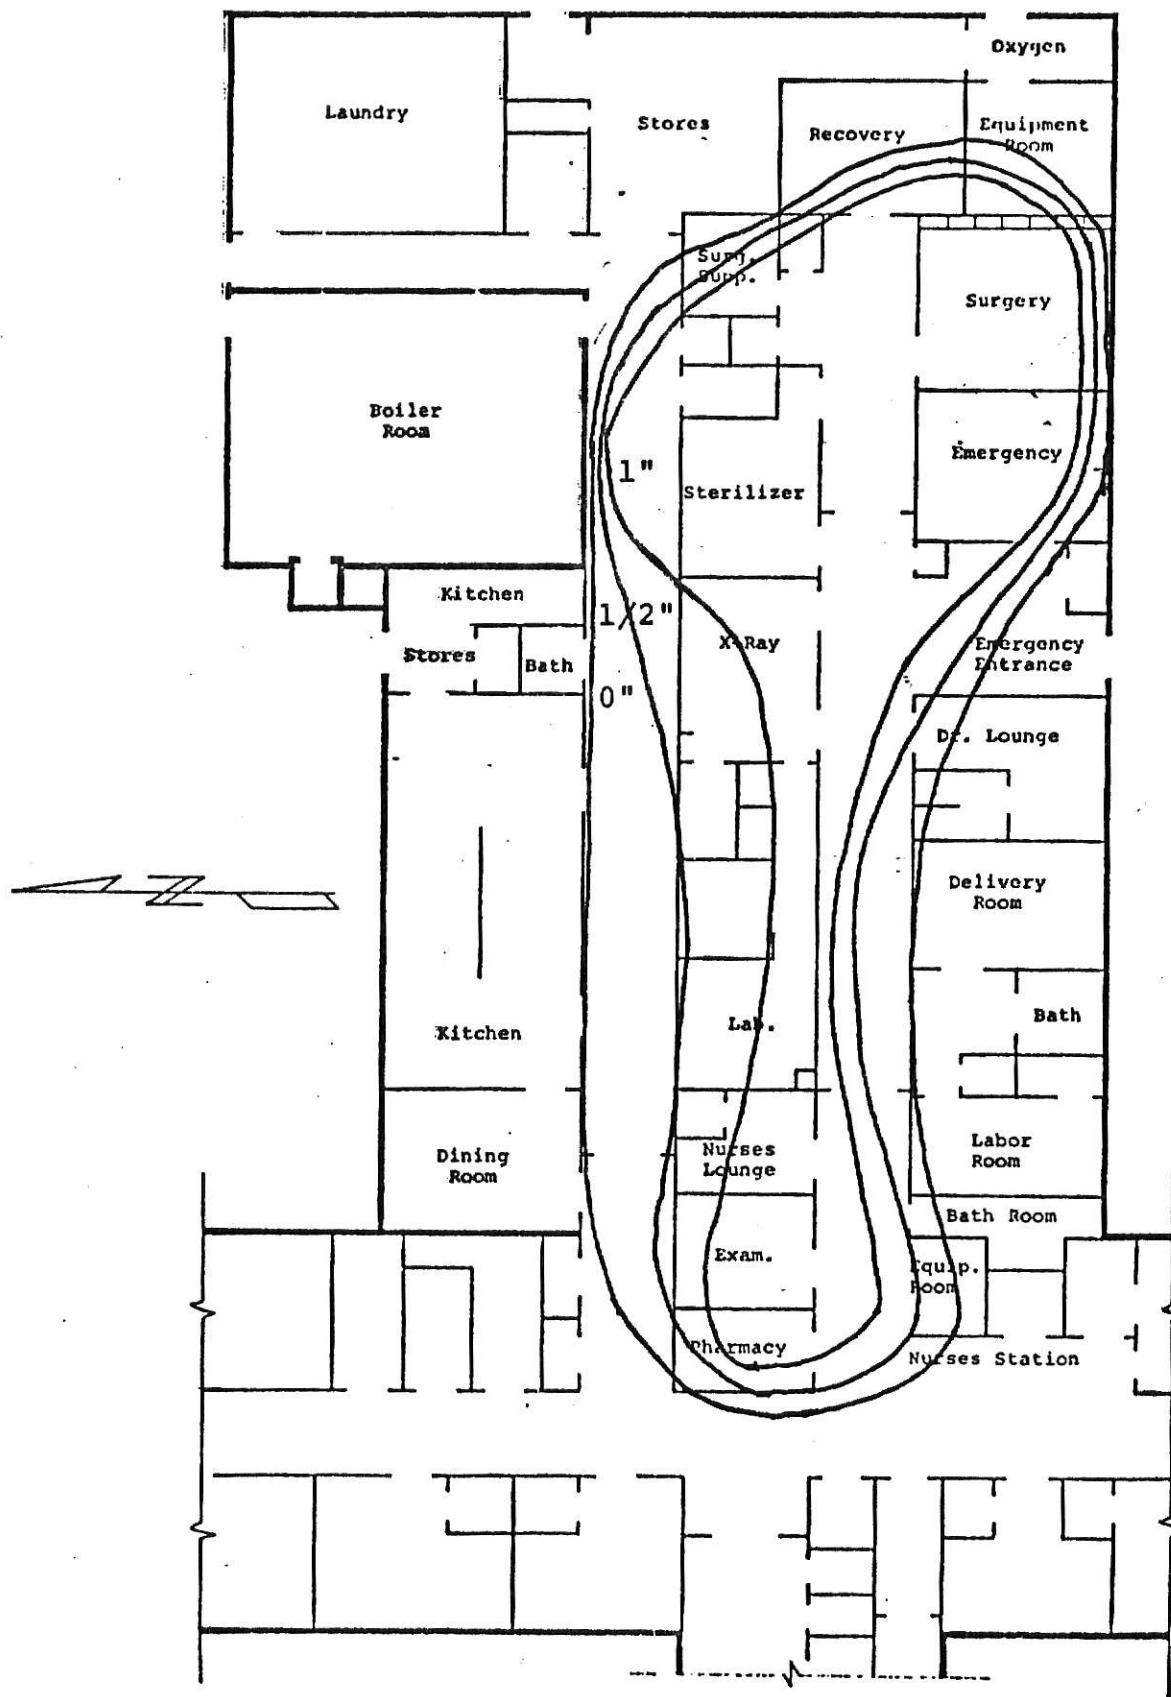 Oxygen
Laundry
Stores
Recovery
Equipment
Room
Surg.
Supp.
Surgery
Boiler
Room
Emergency
1"
Sterilizer
Kitchen
1/2"
X-Ray
Emergency
Entrance
Stores
Bath
0"
Dr. Lounge
Delivery
Room
Kitchen
Lab.
Bath
Dining
Room
Nurses
Lounge
Labor
Room
Bath Room
Exam.
Equip.
Room
Pharmacy
Nurses Station
N